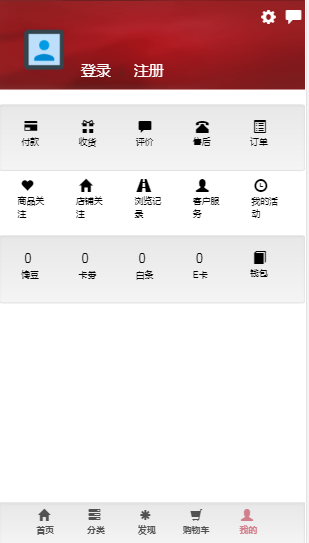 登录 注册
付款 收货 评价 售后 订单
商品关注 店铺关注 浏览记录 客户服务 我的活动
0 0 0 0
馋豆 卡劵 白条 E卡 钱包
首页 分类 发现 购物车 我的